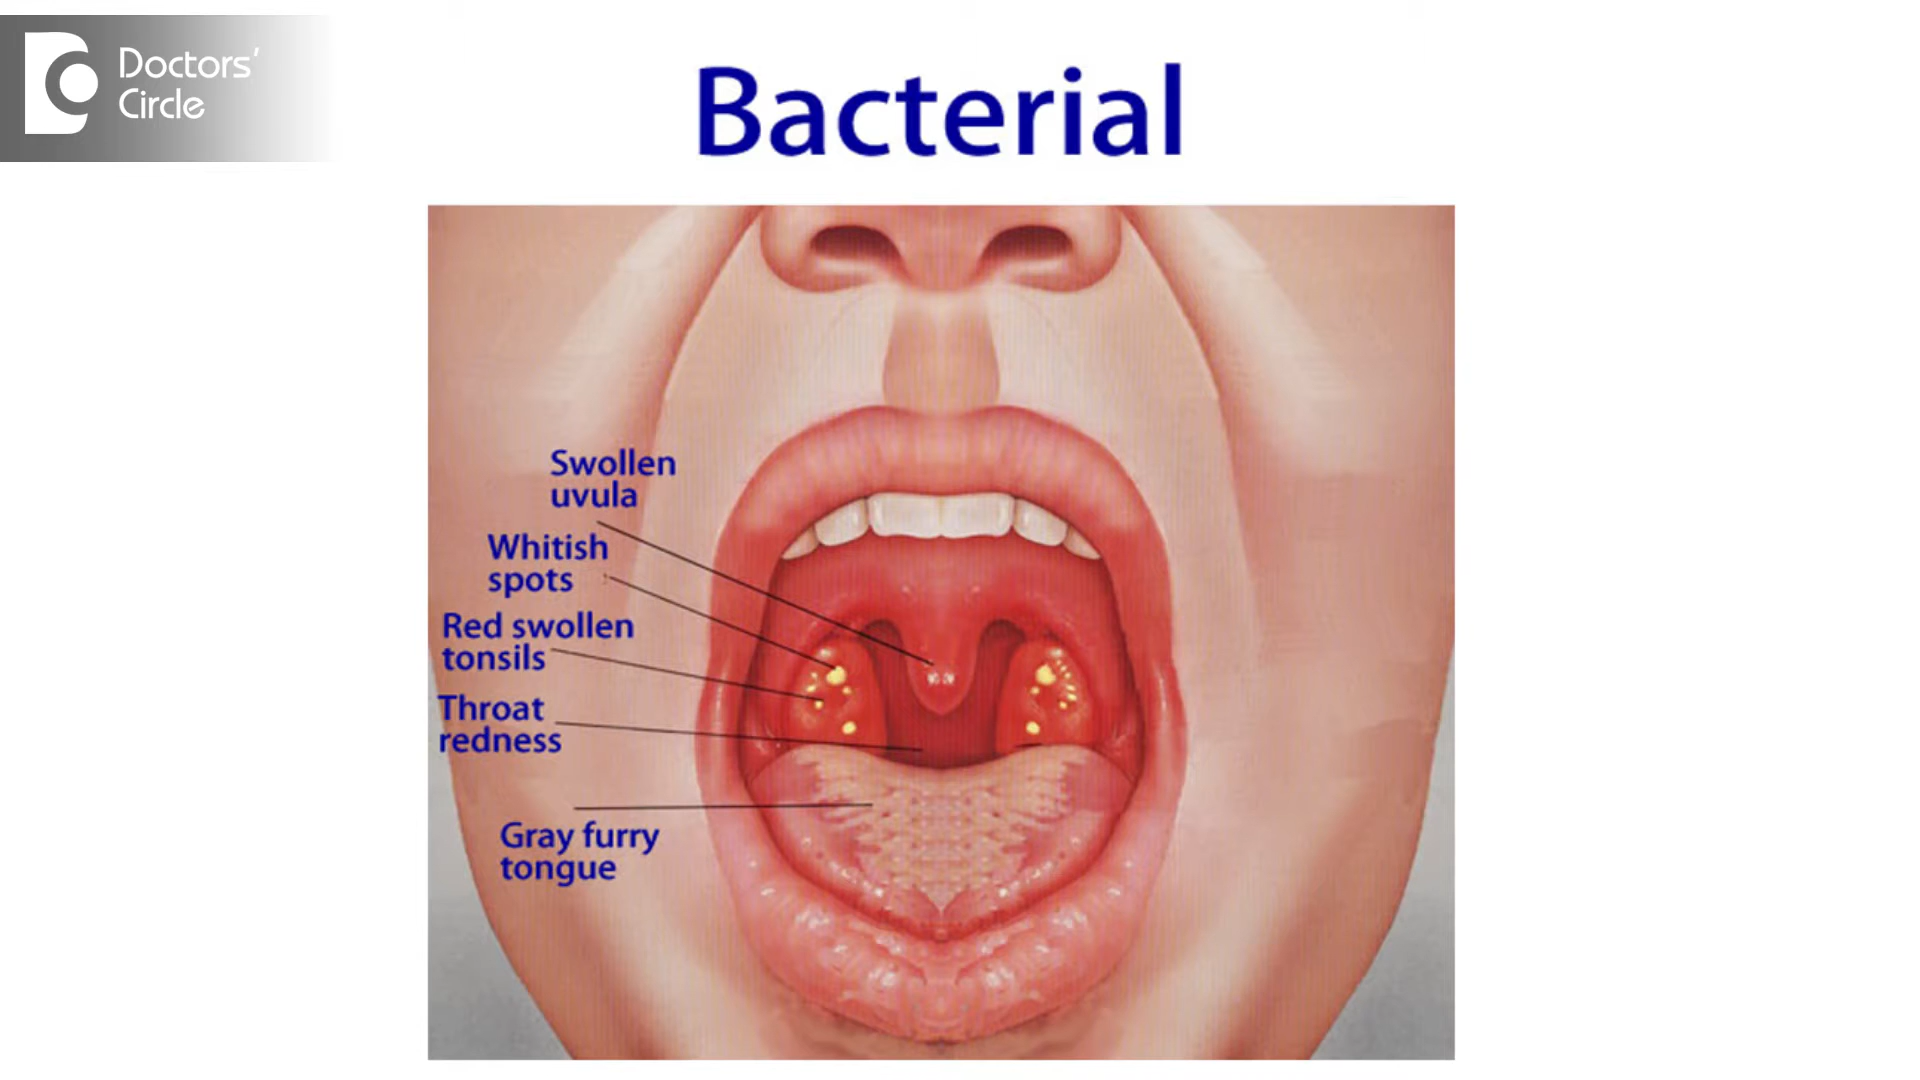 Doctors'
Circle
Bacterial
Swollen
uvula
Whitish
spots
Red swollen
tonsils
Throat
redness
Gray furry
tongue